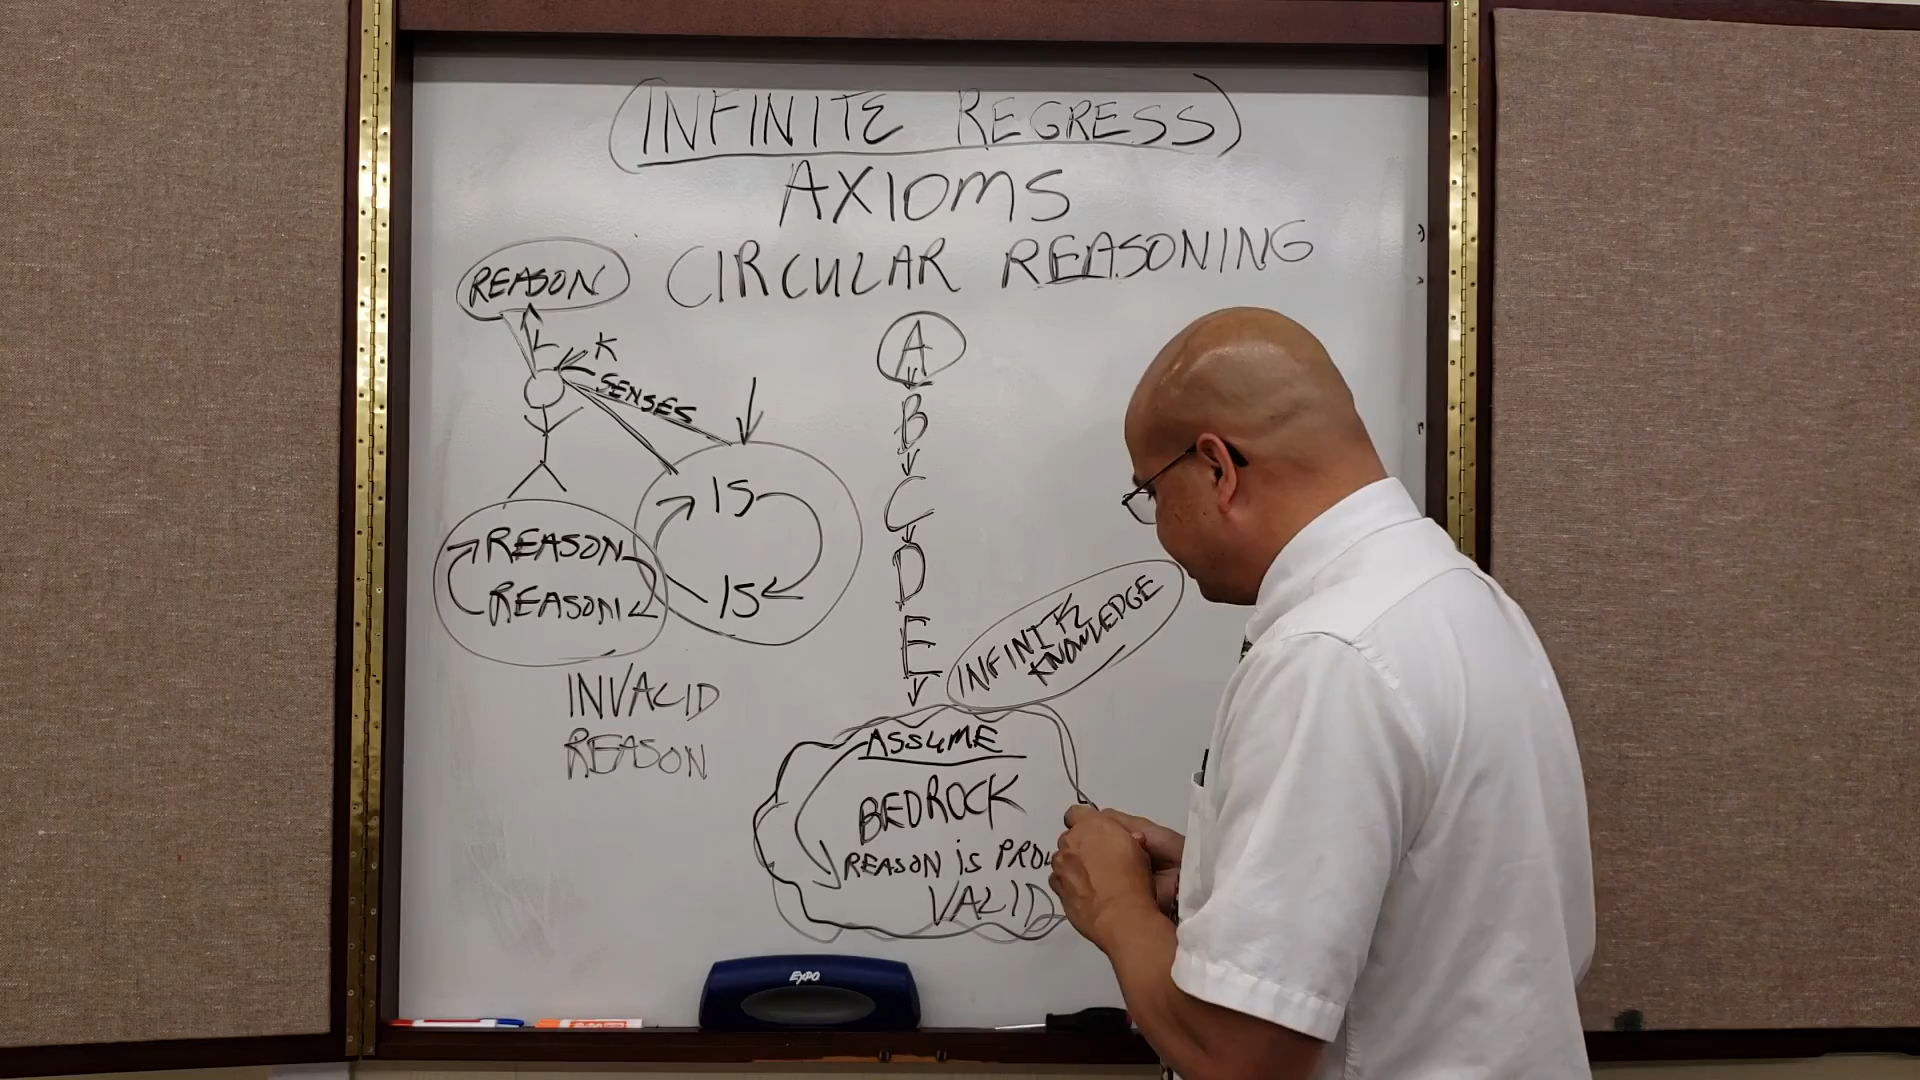 INFINITE REGRESS
AXIOMS
CIRCULAR REASONING
REASON
K
SENSES
IS
IS
REASON
REASON
INVALID
REASON
A
B
C
D
E
INFINITE
KNOWLEDGE
ASSUME
BEDROCK
REASON IS
VALID
EXPO